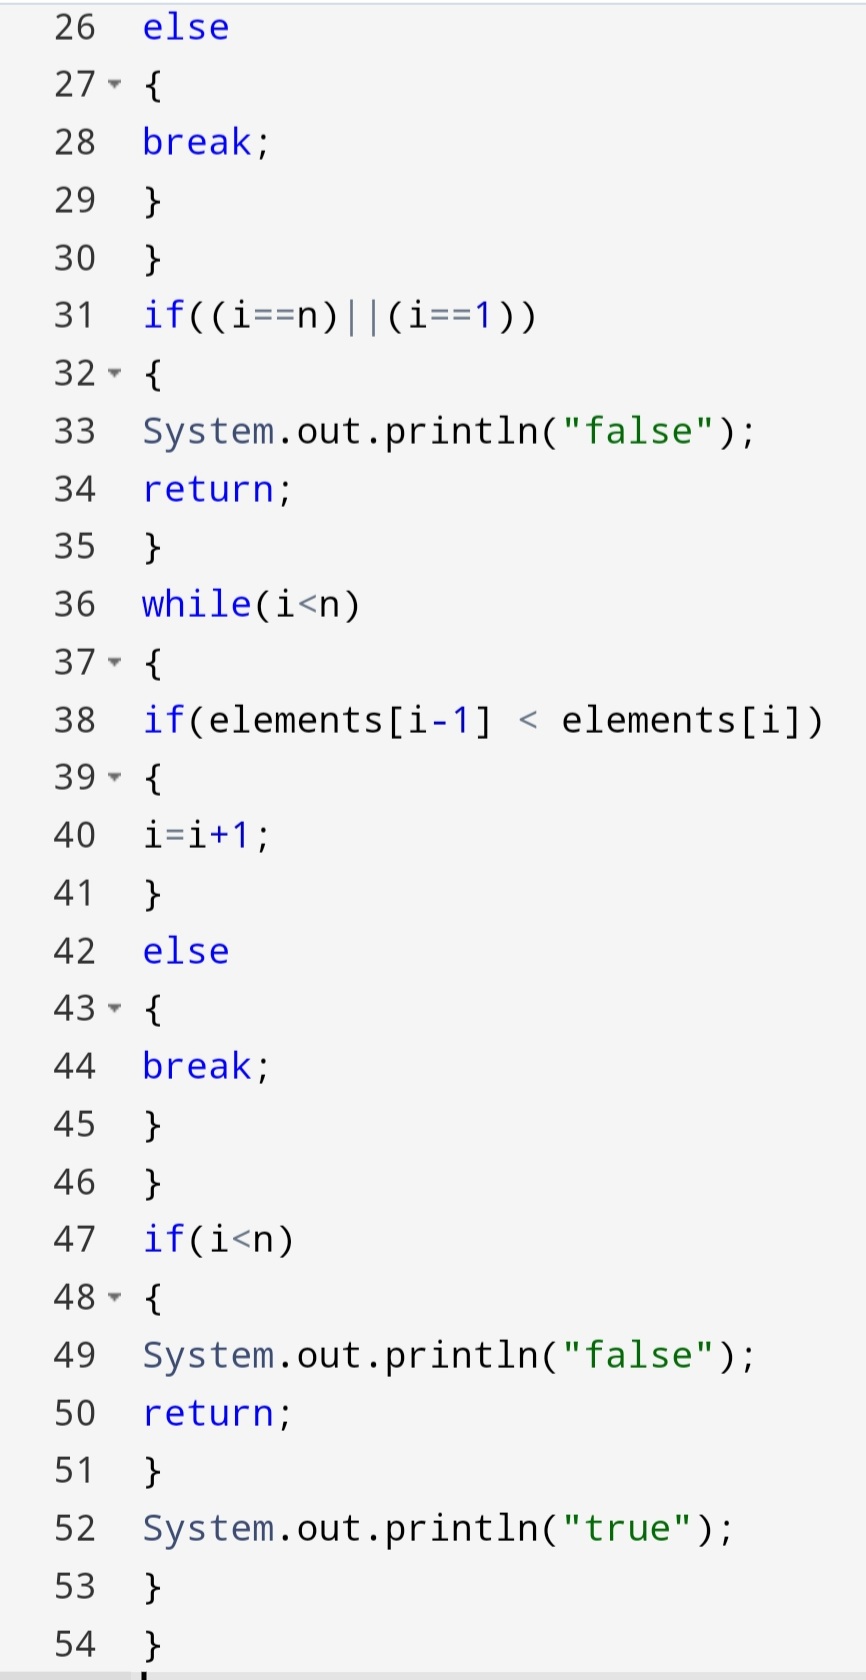 26 else
27 {
28 break;
29 }
30 }
31 if((i==n)||(i==1))
32 {
33 System.out.println("false");
34 return;
35 }
36 while(i<n)
37 {
38 if(elements[i-1] < elements[i])
39 {
40 i=i+1;
41 }
42 else
43 {
44 break;
45 }
46 }
47 if(i<n)
48 {
49 System.out.println("false");
50 return;
51 }
52 System.out.println("true");
53 }
54 }